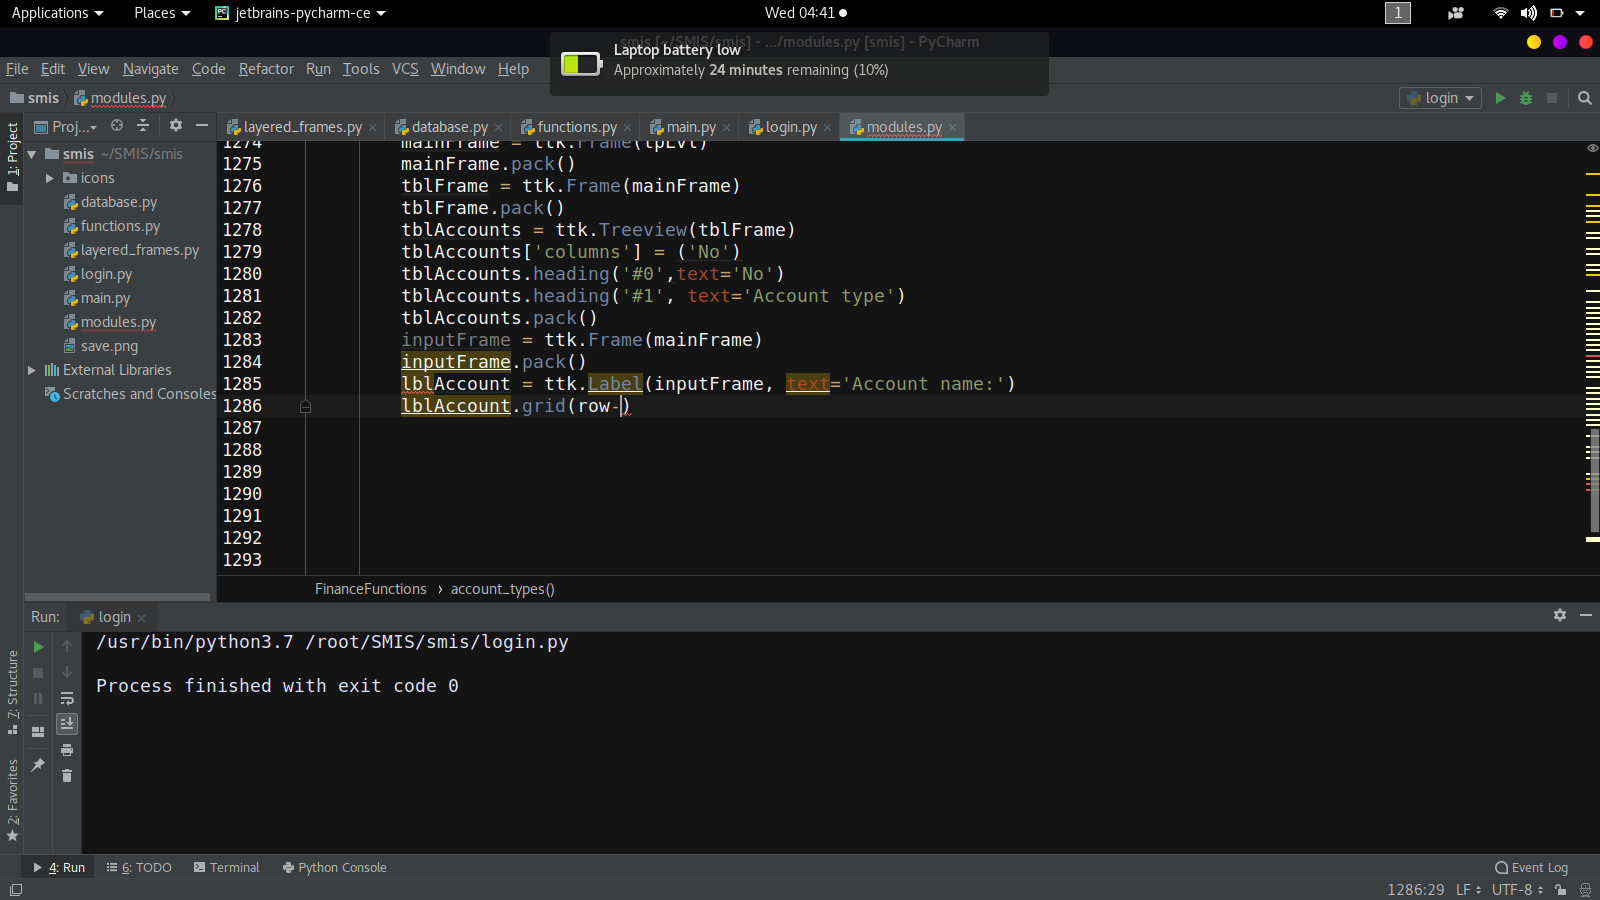 Applications
Places
jetbrains-pycharm-ce
Wed 04:41
1
smis [~/SMIS/smis] - .../modules.py [smis] - PyCharm
Laptop battery low
Approximately 24 minutes remaining (10%)
File Edit View Navigate Code Refactor Run Tools VCS Window Help
smis
modules.py
login
1: Project
Proj...
layered_frames.py
database.py
functions.py
main.py
login.py
modules.py
smis ~/SMIS/smis
icons
database.py
functions.py
layered_frames.py
login.py
main.py
modules.py
save.png
External Libraries
Scratches and Consoles
1274 mainFrame = ttk.Frame(tpLvl)
1275 mainFrame.pack()
1276 tblFrame = ttk.Frame(mainFrame)
1277 tblFrame.pack()
1278 tblAccounts = ttk.Treeview(tblFrame)
1279 tblAccounts['columns'] = ('No')
1280 tblAccounts.heading('#0',text='No')
1281 tblAccounts.heading('#1', text='Account type')
1282 tblAccounts.pack()
1283 inputFrame = ttk.Frame(mainFrame)
1284 inputFrame.pack()
1285 lblAccount = ttk.Label(inputFrame, text='Account name:')
1286 lblAccount.grid(row-)
1287
1288
1289
1290
1291
1292
1293
FinanceFunctions › account_types()
Run:
login
/usr/bin/python3.7 /root/SMIS/smis/login.py
Process finished with exit code 0
7: Structure
2: Favorites
4: Run
6: TODO
Terminal
Python Console
Event Log
1286:29
LF
UTF-8